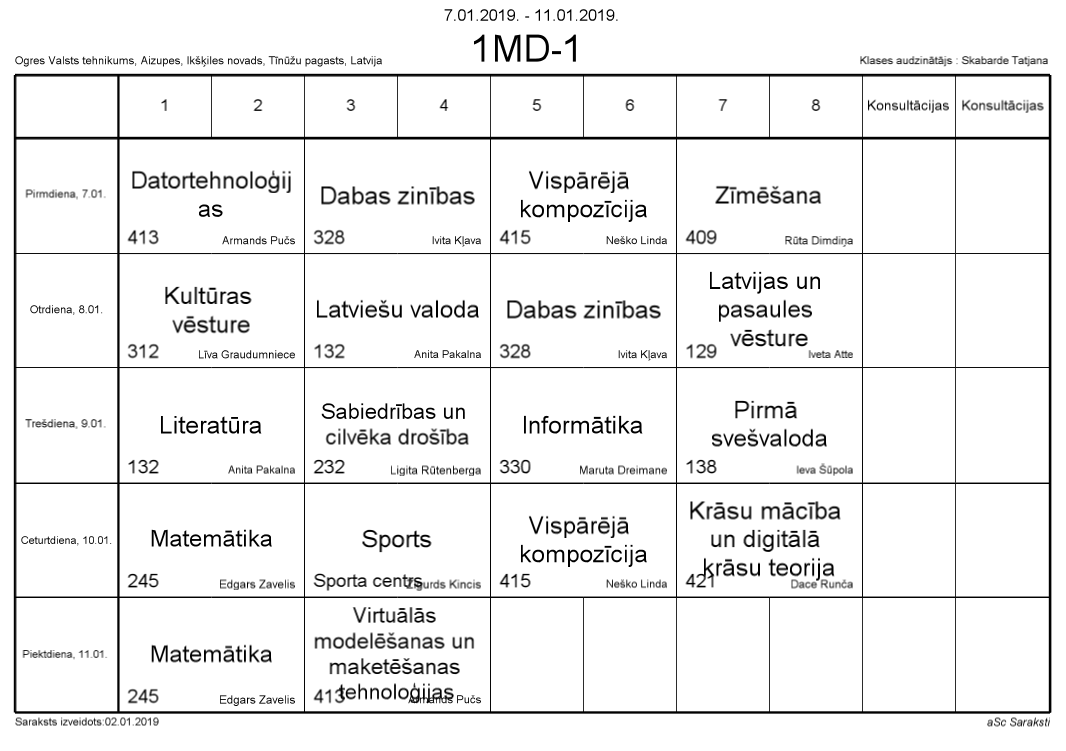 7.01.2019. - 11.01.2019.
1MD-1
Ogres Valsts tehnikums, Aizupes, Ikšķiles novads, Tīnūžu pagasts, Latvija
Klases audzinātājs : Skabarde Tatjana
1 2 3 4 5 6 7 8 Konsultācijas Konsultācijas
Pirmdiena, 7.01.
Datortehnoloģij
as
413 Armands Pučs
Dabas zinības
328 Ivita Kļava
Vispārējā
kompozīcija
415 Neško Linda
Zīmēšana
409 Rūta Dimdiņa
Otrdiena, 8.01.
Kultūras
vēsture
312 Līva Graudumniece
Latviešu valoda
132 Anita Pakalna
Dabas zinības
328 Ivita Kļava
Latvijas un
pasaules
vēsture
129 Iveta Atte
Trešdiena, 9.01.
Literatūra
132 Anita Pakalna
Sabiedrības un
cilvēka drošība
232 Ligita Rūtenberga
Informātika
330 Maruta Dreimane
Pirmā
svešvaloda
138 Ieva Šūpola
Ceturtdiena, 10.01.
Matemātika
245 Edgars Zavelis
Sports
Sporta centrs Zigurds Kincis
Vispārējā
kompozīcija
415 Neško Linda
Krāsu mācība
un digitālā
krāsu teorija
421 Dace Runča
Piektdiena, 11.01.
Matemātika
245 Edgars Zavelis
Virtuālās
modelēšanas un
maketēšanas
tehnoloģijas
413 Armands Pučs
Saraksts izveidots:02.01.2019
aSc Saraksti